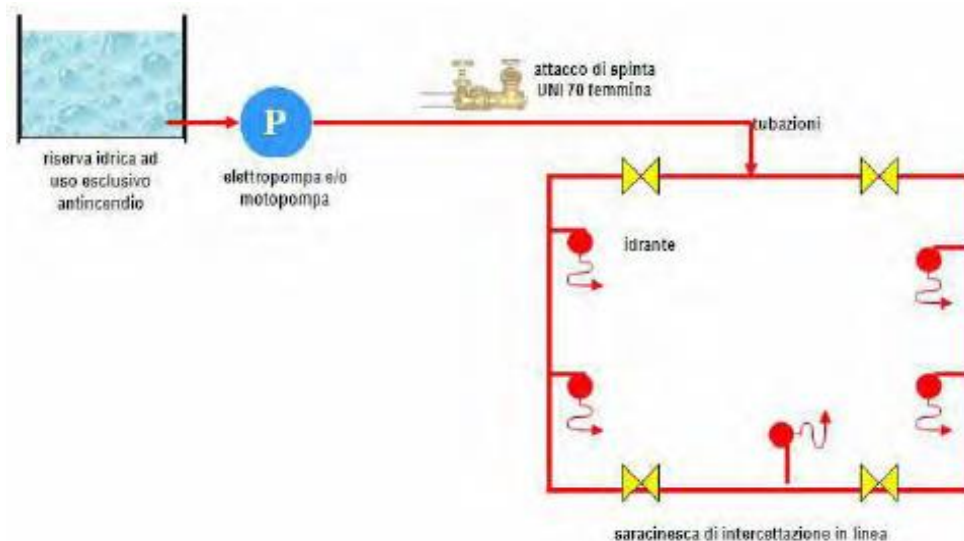 attacco di spinta
UNI 70 femmina
tubazioni
P
riserva idrica ad
uso esclusivo
antincendio
elettropompa e/o
motopompa
idrante
saracinesca di intercettazione in linea